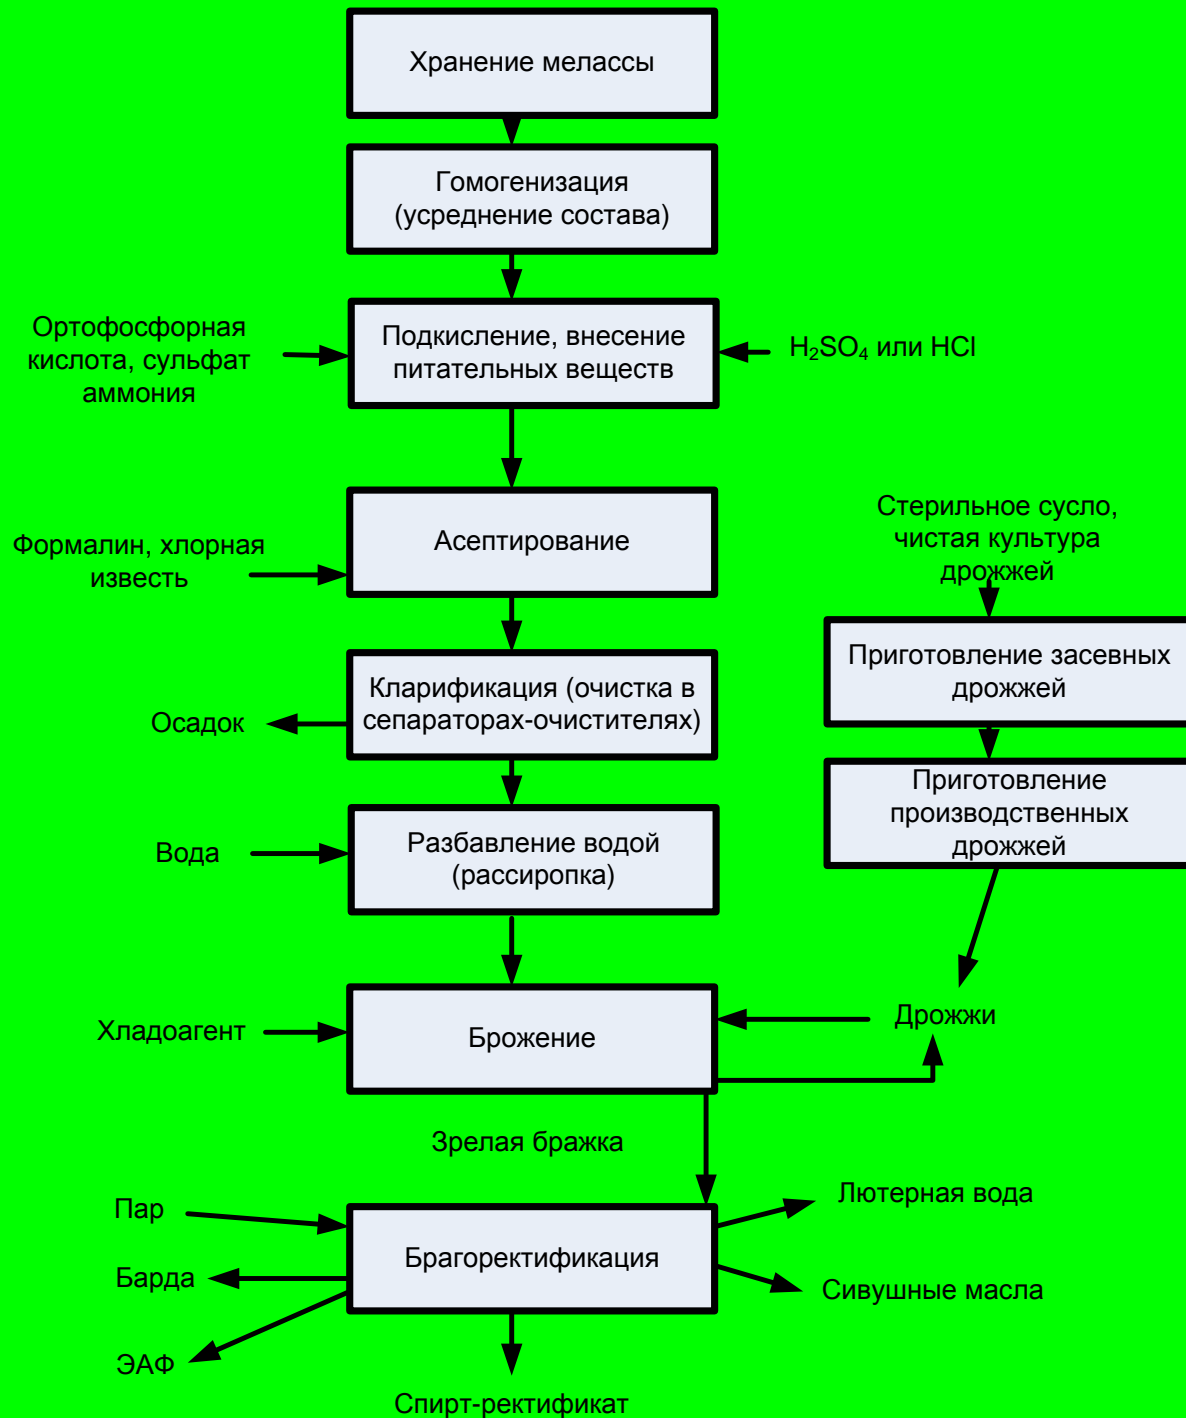 Хранение мелассы
Гомогенизация
(усреднение состава)
Ортофосфорная
кислота, сульфат
аммония
Подкисление, внесение
питательных веществ
H₂SO₄ или HCl
Формалин, хлорная
известь
Асептирование
Стерильное сусло,
чистая культура
дрожжей
Приготовление засевных
дрожжей
Осадок
Кларификация (очистка в
сепараторах-очистителях)
Приготовление
производственных
дрожжей
Вода
Разбавление водой
(рассиропка)
Хладоагент
Брожение
Дрожжи
Зрелая бражка
Пар
Барда
ЭАФ
Брагоректификация
Лютерная вода
Сивушные масла
Спирт-ректификат